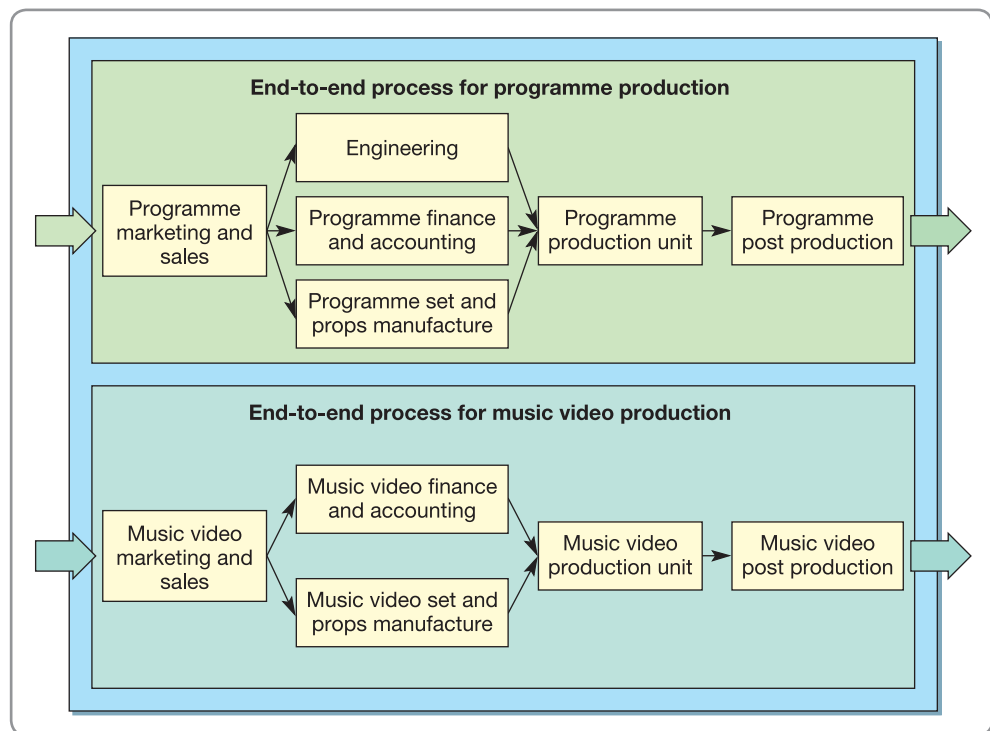 End-to-end process for programme production
Engineering
Programme
marketing and
sales
Programme finance
and accounting
Programme set and
props manufacture
Programme
production unit
Programme
post production
End-to-end process for music video production
Music video
marketing and
sales
Music video finance
and accounting
Music video set and
props manufacture
Music video
production unit
Music video
post production